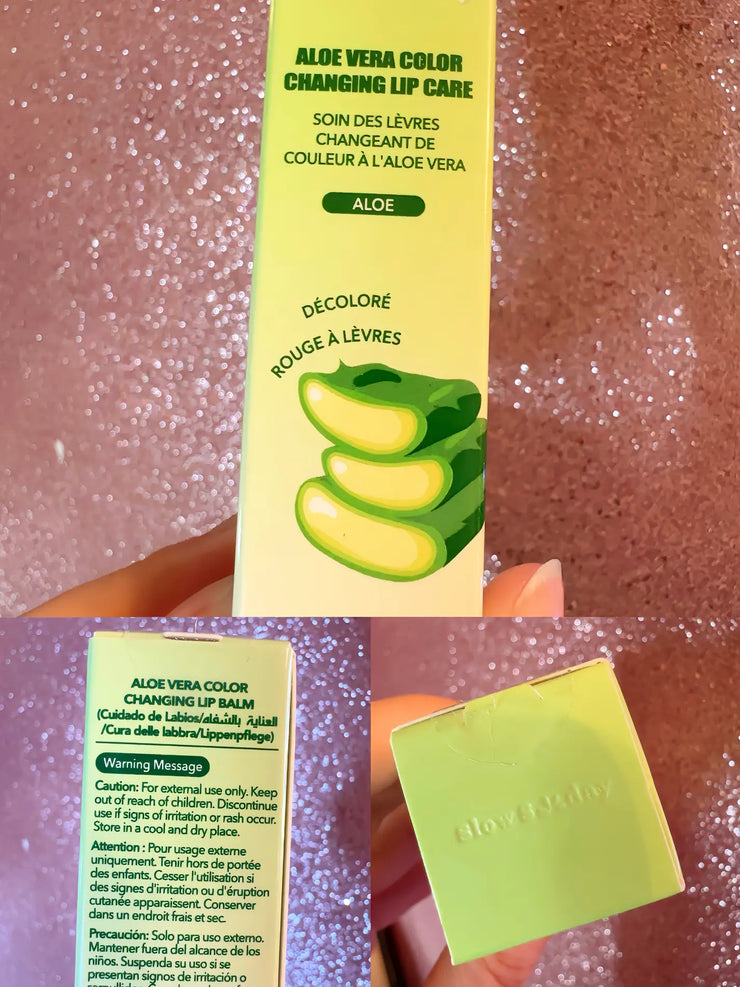 ALOE VERA COLOR
CHANGING LIP CARE
SOIN DES LÈVRES
CHANGEANT DE
COULEUR À L'ALOE VERA
ALOE
DÉCOLORÉ
ROUGE À LÈVRES
ALOE VERA COLOR
CHANGING LIP BALM
(Cuidado de Labios/العناية بالشفاه
/Cura delle labbra/Lippenpflege)
Warning Message
Caution: For external use only. Keep
out of reach of children. Discontinue
use if signs of irritation or rash occur.
Store in a cool and dry place.
Attention : Pour usage externe
uniquement. Tenir hors de portée
des enfants. Cesser l'utilisation si
des signes d'irritation ou d'éruption
cutanée apparaissent. Conserver
dans un endroit frais et sec.
Precaución: Solo para uso externo.
Mantener fuera del alcance de los
niños. Suspenda su uso si se
presentan signos de irritación o